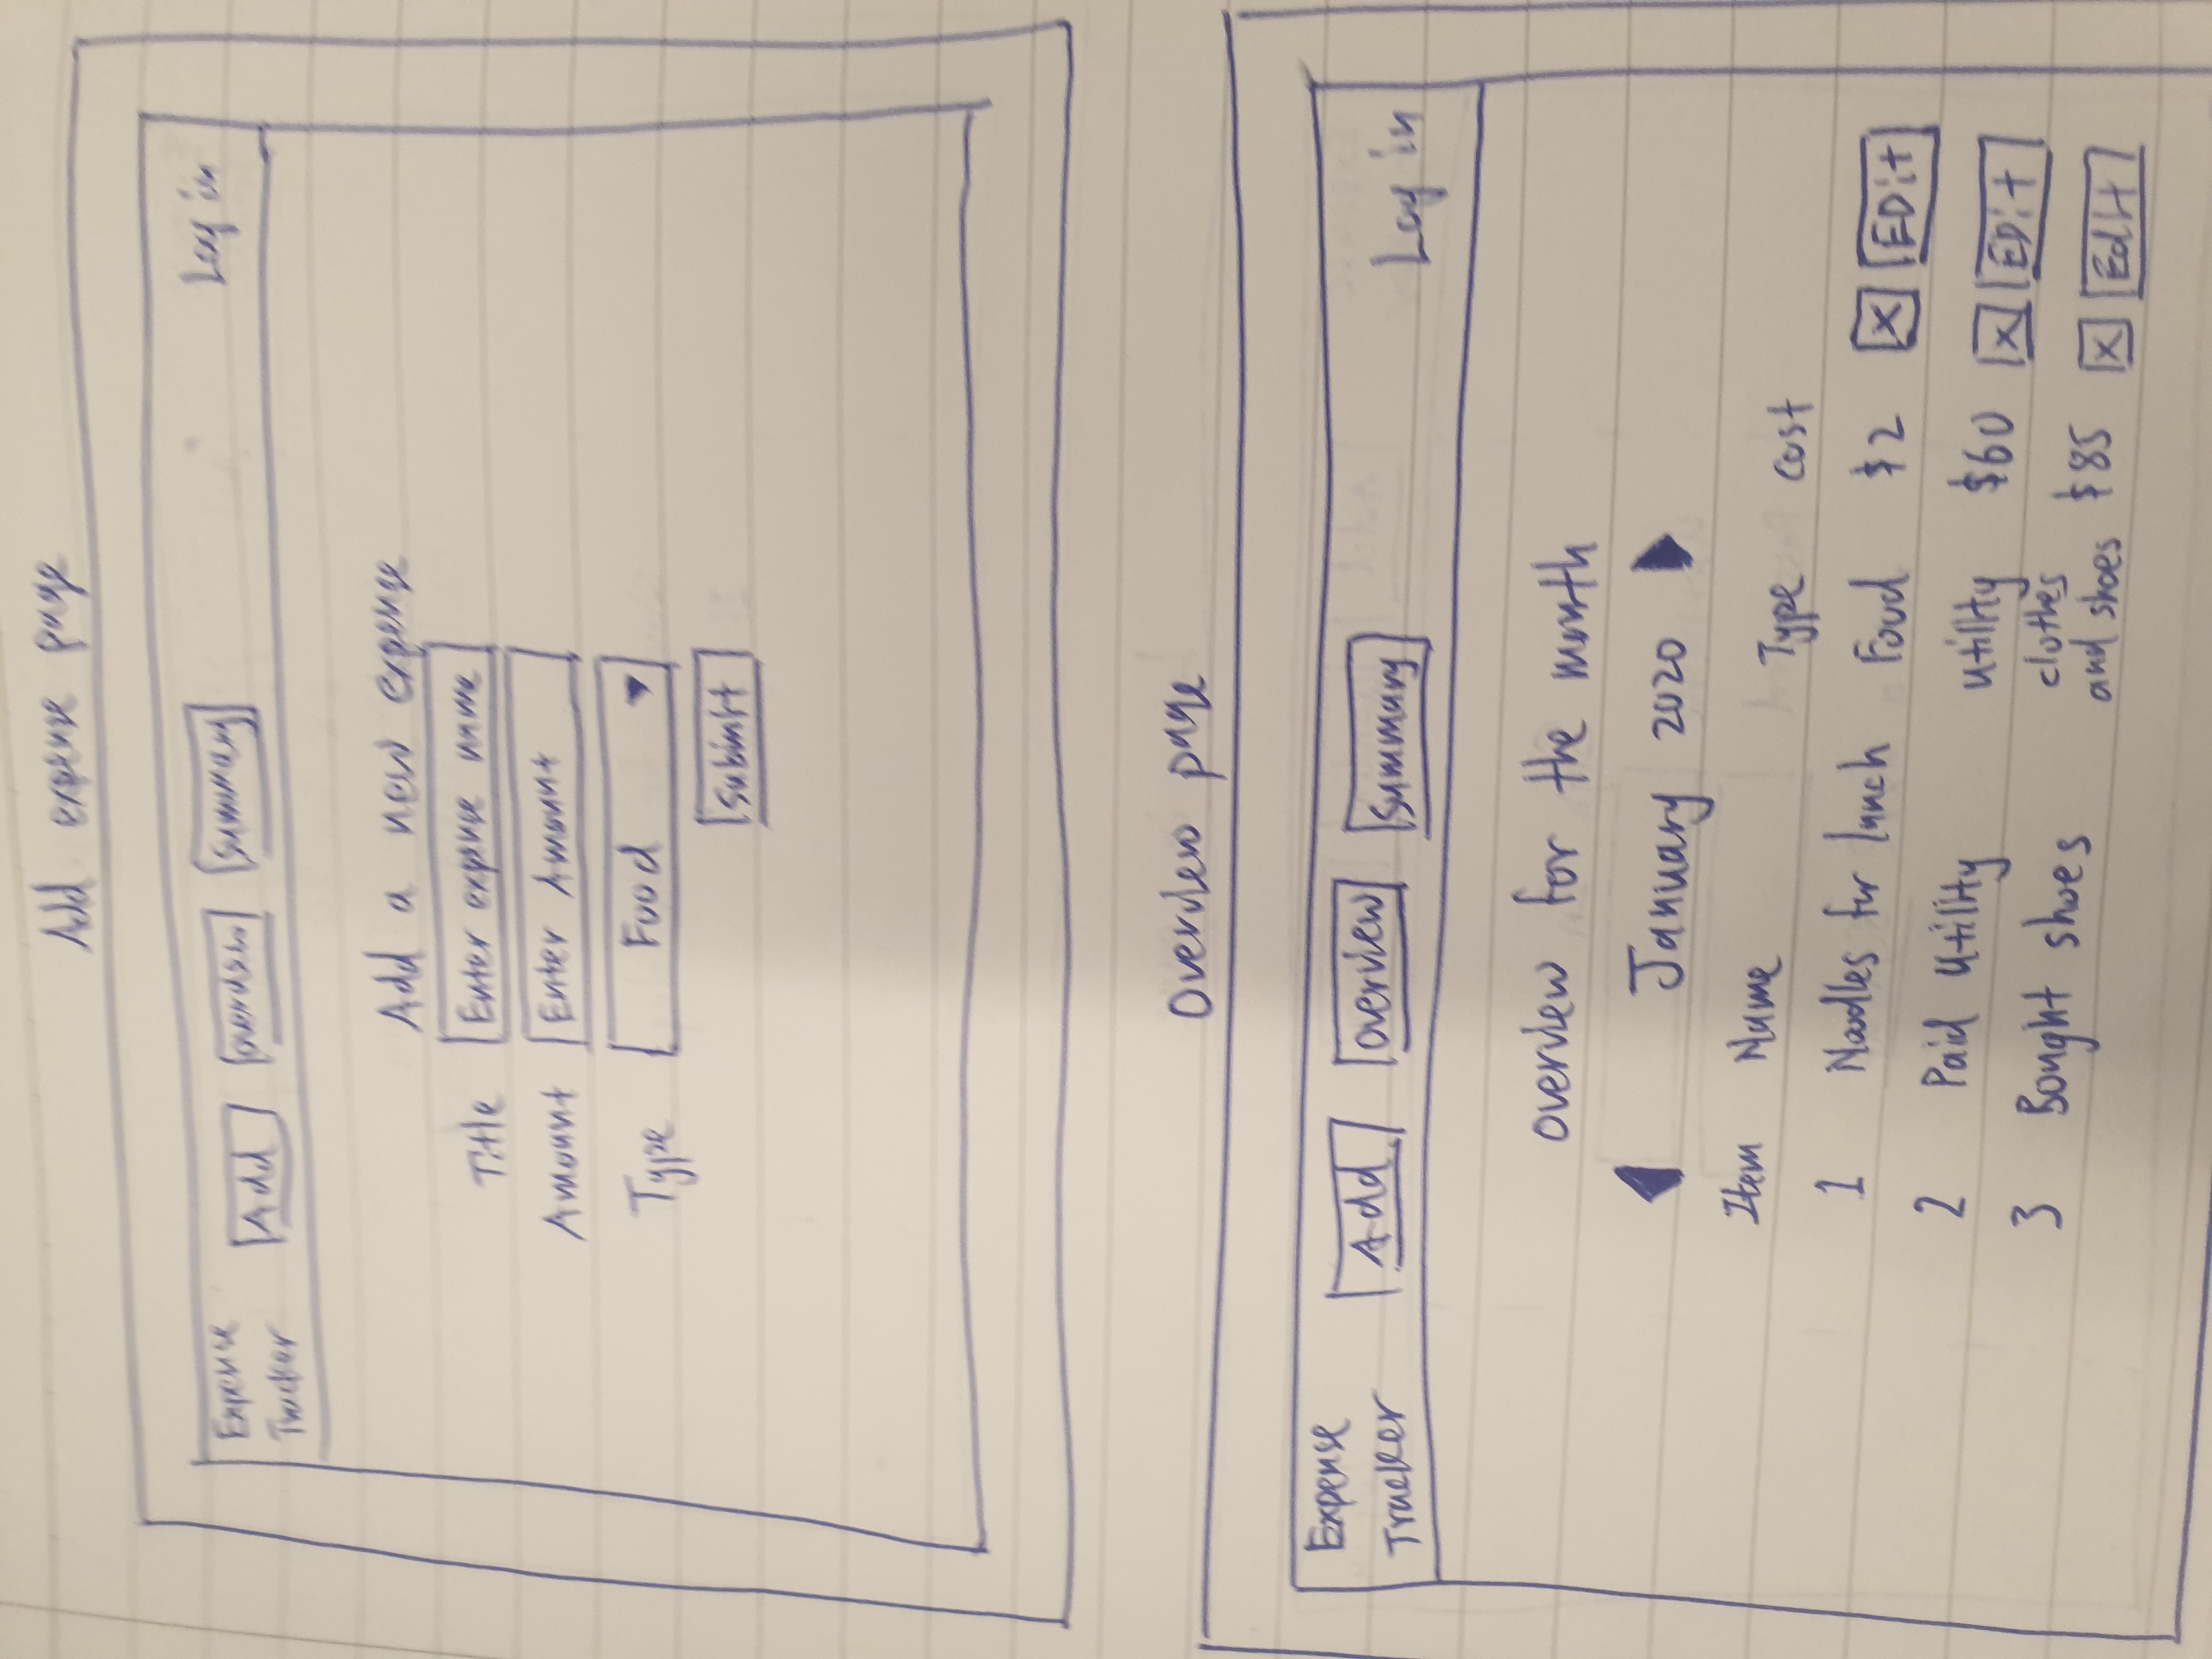 Add expense page
Expense
Tracker
Add
overview
Summary
Log in
Add a new expense
Title
Enter expense name
Amount
Enter Amount
Type
Food
Submit
Overview page
Expense
Tracker
Add
overview
Summary
Log in
overview for the month
January 2020
Item Name Type cost
1 Noodles for lunch Food $2 X EDit
2 Paid Utility utility $60 X EDit
3 Bought shoes clothes
and shoes $85 X Edit